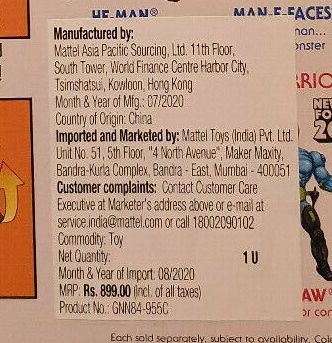 HE-MAN®
MAN-E-FACES
Manufactured by:
Mattel Asia Pacific Sourcing, Ltd. 11th Floor,
South Tower, World Finance Centre Harbor City,
Tsimshatsui, Kowloon, Hong Kong
Month & Year of Mfg.: 07/2020
Country of Origin: China
Imported and Marketed by: Mattel Toys (India) Pvt. Ltd.
Unit No. 51, 5th Floor, "4 North Avenue", Maker Maxity,
Bandra-Kurla Complex, Bandra - East, Mumbai - 400051
Customer complaints: Contact Customer Care
Executive at Marketer's address above or e-mail at
service.india@mattel.com or call 18002090102
Commodity: Toy
Net Quantity: 1 U
Month & Year of Import: 08/2020
MRP: Rs. 899.00 (Incl. of all taxes)
Product No.: GNN84-955C
Each sold separately, subject to availability.